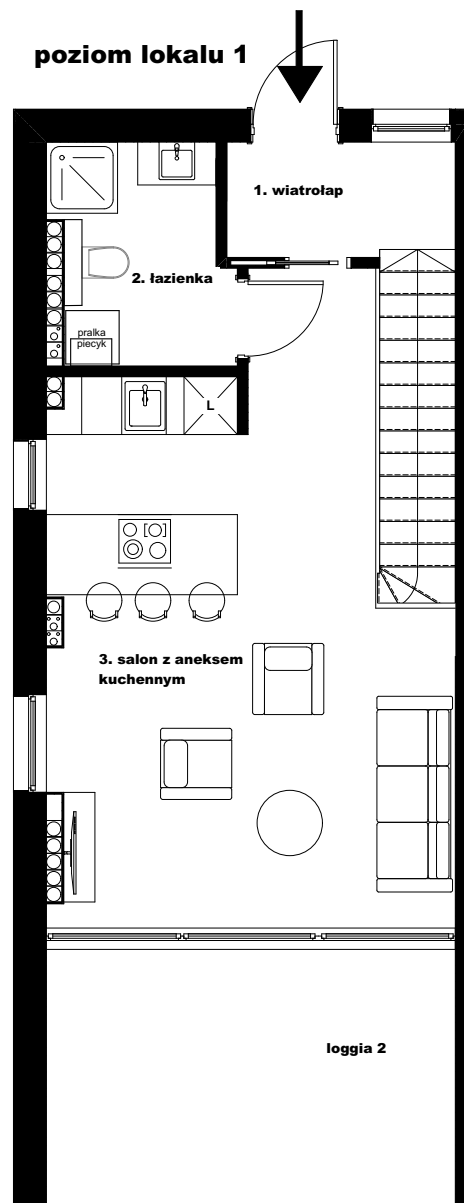 poziom lokalu 1
1. wiatrołap
2. łazienka
pralka
piecyk
L
3. salon z aneksem
kuchennym
loggia 2